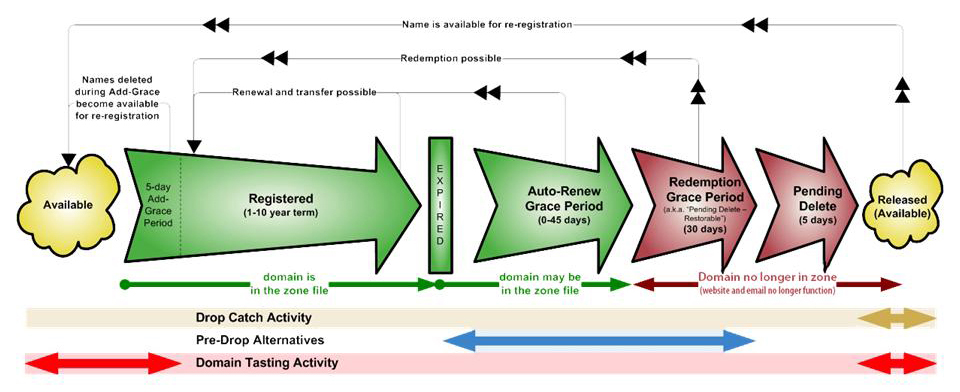 Name is available for re-registration
Redemption possible
Names deleted
during Add-Grace
become available
for re-registration
Renewal and transfer possible
Available
5-day
Add-
Grace
Period
Registered
(1-10 year term)
EXPIRED
Auto-Renew
Grace Period
(0-45 days)
Redemption
Grace Period
(a.k.a. "Pending Delete –
Restorable")
(30 days)
Pending
Delete
(5 days)
Released
(Available)
domain is
in the zone file
domain may be
in the zone file
Domain no longer in zone
(website and email no longer function)
Drop Catch Activity
Pre-Drop Alternatives
Domain Tasting Activity